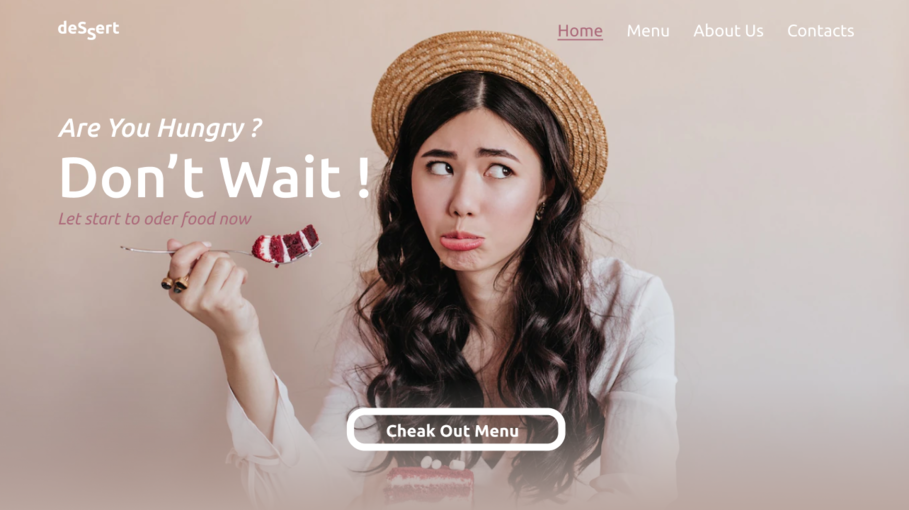 deSsert
Home Menu About Us Contacts
Are You Hungry ?
Don't Wait !
Let start to oder food now
Cheak Out Menu